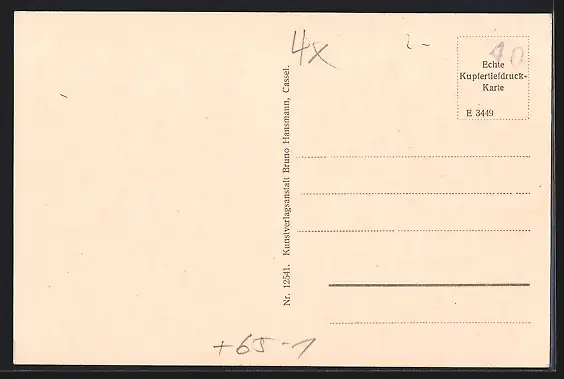 4x
2-
40
Echte
Kupfertiefdruck-
Karte
E 3449
Nr. 12541. Kunstverlagsanstalt Bruno Hansmann, Cassel.
+65-1